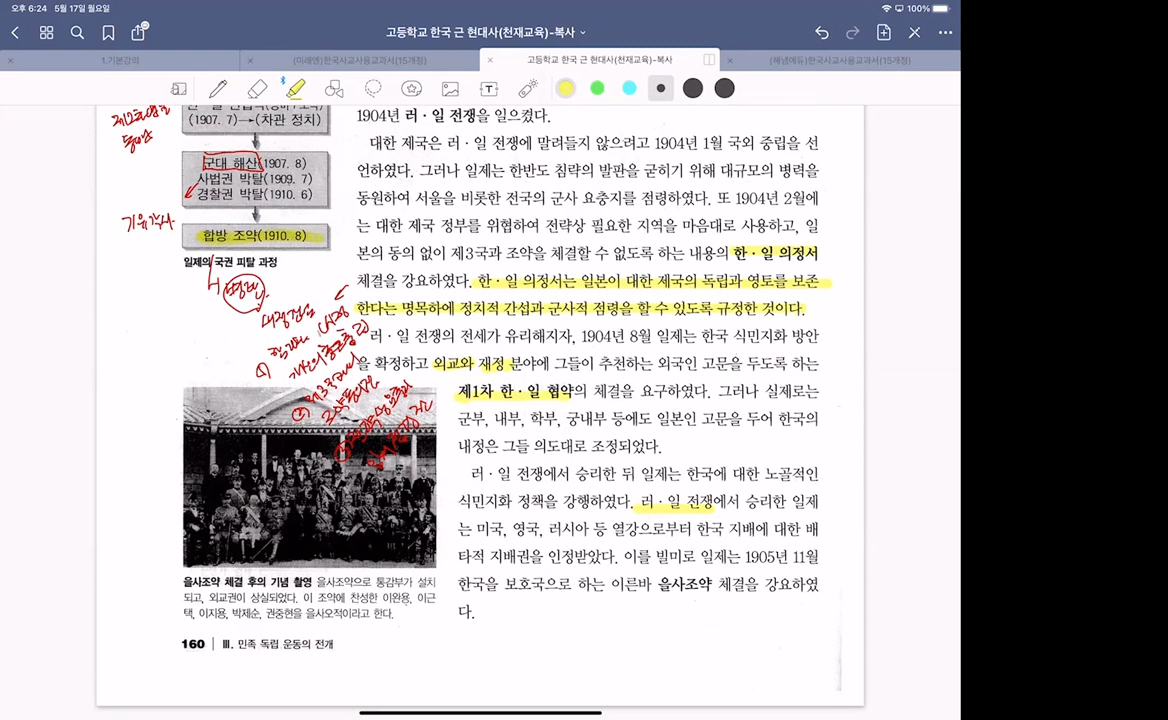 오후 6:24 5월 17일 월요일
100%
고등학교 한국 근 현대사(천재교육)-복사
1.기본강의
(미래엔)한국사교사용교과서(15개정)
고등학교 한국 근 현대사(천재교육)-복사
(해냄에듀)한국사교사용교과서(15개정)
(1907. 7)→(차관 정치)
군대 해산(1907. 8)
사법권 박탈(1909. 7)
경찰권 박탈(1910. 6)
기유각서
합방 조약(1910. 8)
일제의 국권 피탈 과정
1904년 러·일 전쟁을 일으켰다.
대한 제국은 러·일 전쟁에 말려들지 않으려고 1904년 1월 국외 중립을 선
언하였다. 그러나 일제는 한반도 침략의 발판을 굳히기 위해 대규모의 병력을
동원하여 서울을 비롯한 전국의 군사 요충지를 점령하였다. 또 1904년 2월에
는 대한 제국 정부를 위협하여 전략상 필요한 지역을 마음대로 사용하고, 일
본의 동의 없이 제3국과 조약을 체결할 수 없도록 하는 내용의 한·일 의정서
체결을 강요하였다. 한·일 의정서는 일본이 대한 제국의 독립과 영토를 보존
한다는 명목하에 정치적 간섭과 군사적 점령을 할 수 있도록 규정한 것이다.
러·일 전쟁의 전세가 유리해지자, 1904년 8월 일제는 한국 식민지화 방안
을 확정하고 외교와 재정 분야에 그들이 추천하는 외국인 고문을 두도록 하는
제1차 한·일 협약의 체결을 요구하였다. 그러나 실제로는
군부, 내부, 학부, 궁내부 등에도 일본인 고문을 두어 한국의
내정은 그들 의도대로 조정되었다.
러·일 전쟁에서 승리한 뒤 일제는 한국에 대한 노골적인
식민지화 정책을 강행하였다. 러·일 전쟁에서 승리한 일제
는 미국, 영국, 러시아 등 열강으로부터 한국 지배에 대한 배
타적 지배권을 인정받았다. 이를 빌미로 일제는 1905년 11월
한국을 보호국으로 하는 이른바 을사조약 체결을 강요하였
다.
을사조약 체결 후의 기념 촬영 을사조약으로 통감부가 설치
되고, 외교권이 상실되었다. 이 조약에 찬성한 이완용, 이근
택, 이지용, 박제순, 권중현을 을사오적이라고 한다.
160 | Ⅲ. 민족 독립 운동의 전개